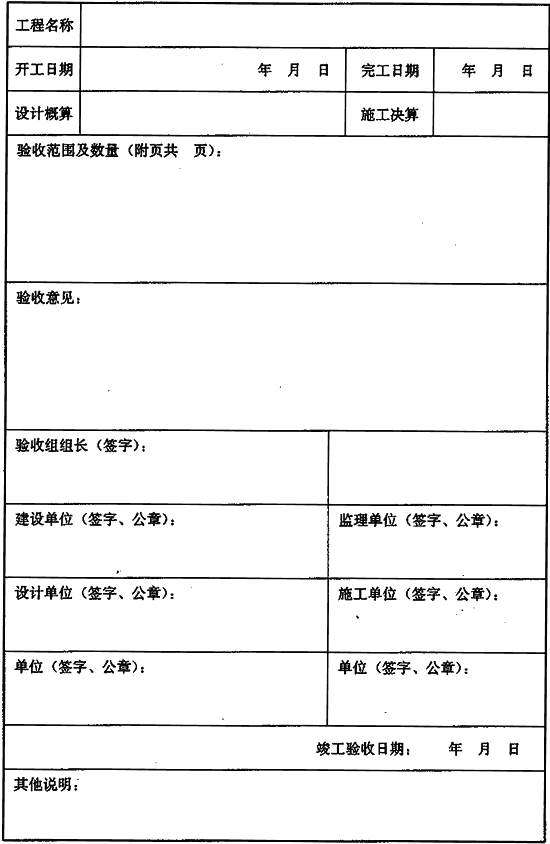 工程名称
开工日期 年 月 日 完工日期 年 月 日
设计概算 施工决算
验收范围及数量（附页共 页）：
验收意见：
验收组组长（签字）：
建设单位（签字、公章）： 监理单位（签字、公章）：
设计单位（签字、公章）： 施工单位（签字、公章）：
单位（签字、公章）： 单位（签字、公章）：
竣工验收日期： 年 月 日
其他说明：